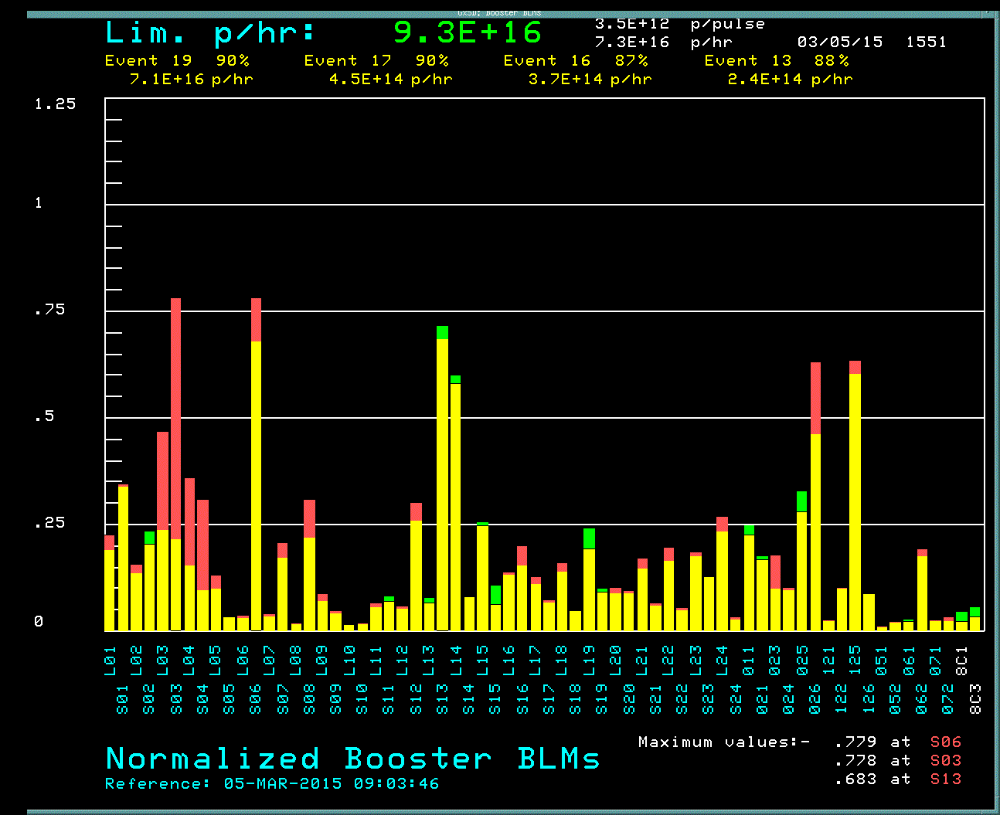 GxSD: Booster BLMs
Lim. p/hr: 9.3E+16 3.5E+12 p/pulse
7.3E+16 p/hr 03/05/15 1551
Event 19 90% Event 17 90% Event 16 87% Event 13 88%
7.1E+16 p/hr 4.5E+14 p/hr 3.7E+14 p/hr 2.4E+14 p/hr
1.25
1
.75
.5
.25
0
L01 L02 L03 L04 L05 L06 L07 L08 L09 L10 L11 L12 L13 L14 L15 L16 L17 L18 L19 L20 L21 L22 L23 L24 011 023 025 121 125 051 061 071 8C1
S01 S02 S03 S04 S05 S06 S07 S08 S09 S10 S11 S12 S13 S14 S15 S16 S17 S18 S19 S20 S21 S22 S23 S24 021 024 026 122 126 052 062 072 8C3
Maximum values:- .779 at S06
.778 at S03
.683 at S13
Normalized Booster BLMs
Reference: 05-MAR-2015 09:03:46